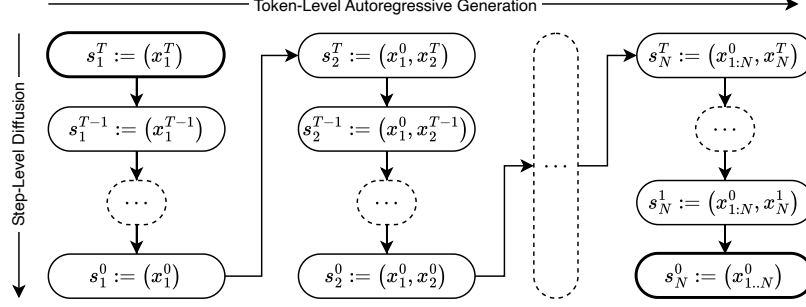 Token-Level Autoregressive Generation
Step-Level Diffusion
s_1^T := (x_1^T)
s_1^{T-1} := (x_1^{T-1})
...
s_1^0 := (x_1^0)
s_2^T := (x_1^0, x_2^T)
s_2^{T-1} := (x_1^0, x_2^{T-1})
...
s_2^0 := (x_1^0, x_2^0)
...
s_N^T := (x_{1:N}^0, x_N^T)
...
s_N^1 := (x_{1:N}^0, x_N^1)
s_N^0 := (x_{1..N}^0)